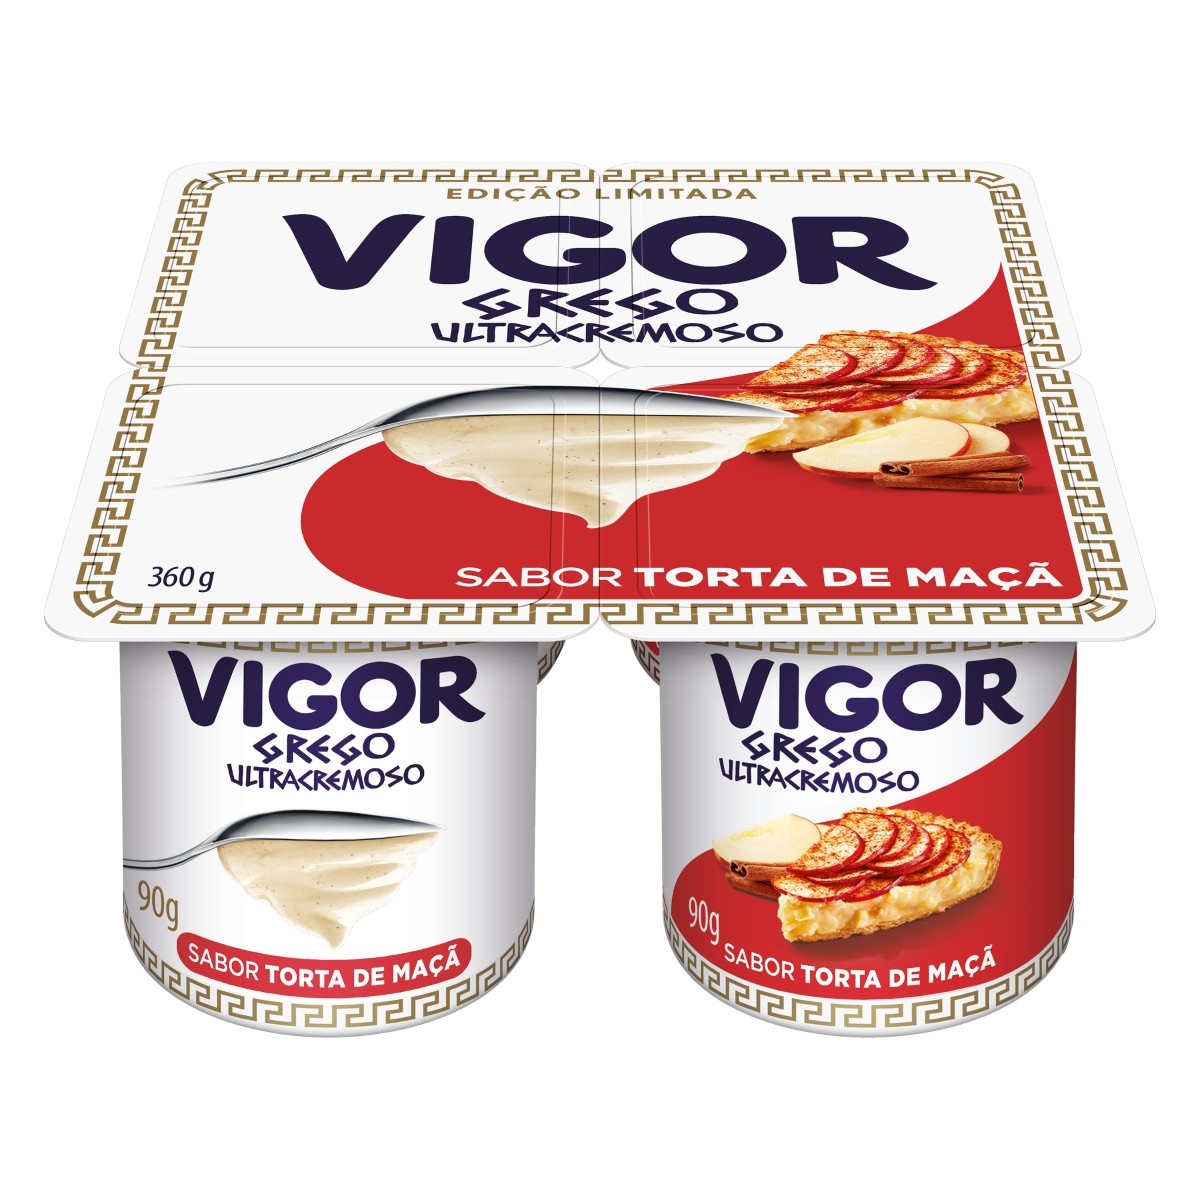 EDIÇÃO LIMITADA
VIGOR
GREGO
ULTRACREMOSO
360 g
SABOR TORTA DE MAÇÃ
VIGOR
GREGO
ULTRACREMOSO
90g
SABOR TORTA DE MAÇÃ
VIGOR
GREGO
ULTRACREMOSO
90g
SABOR TORTA DE MAÇÃ